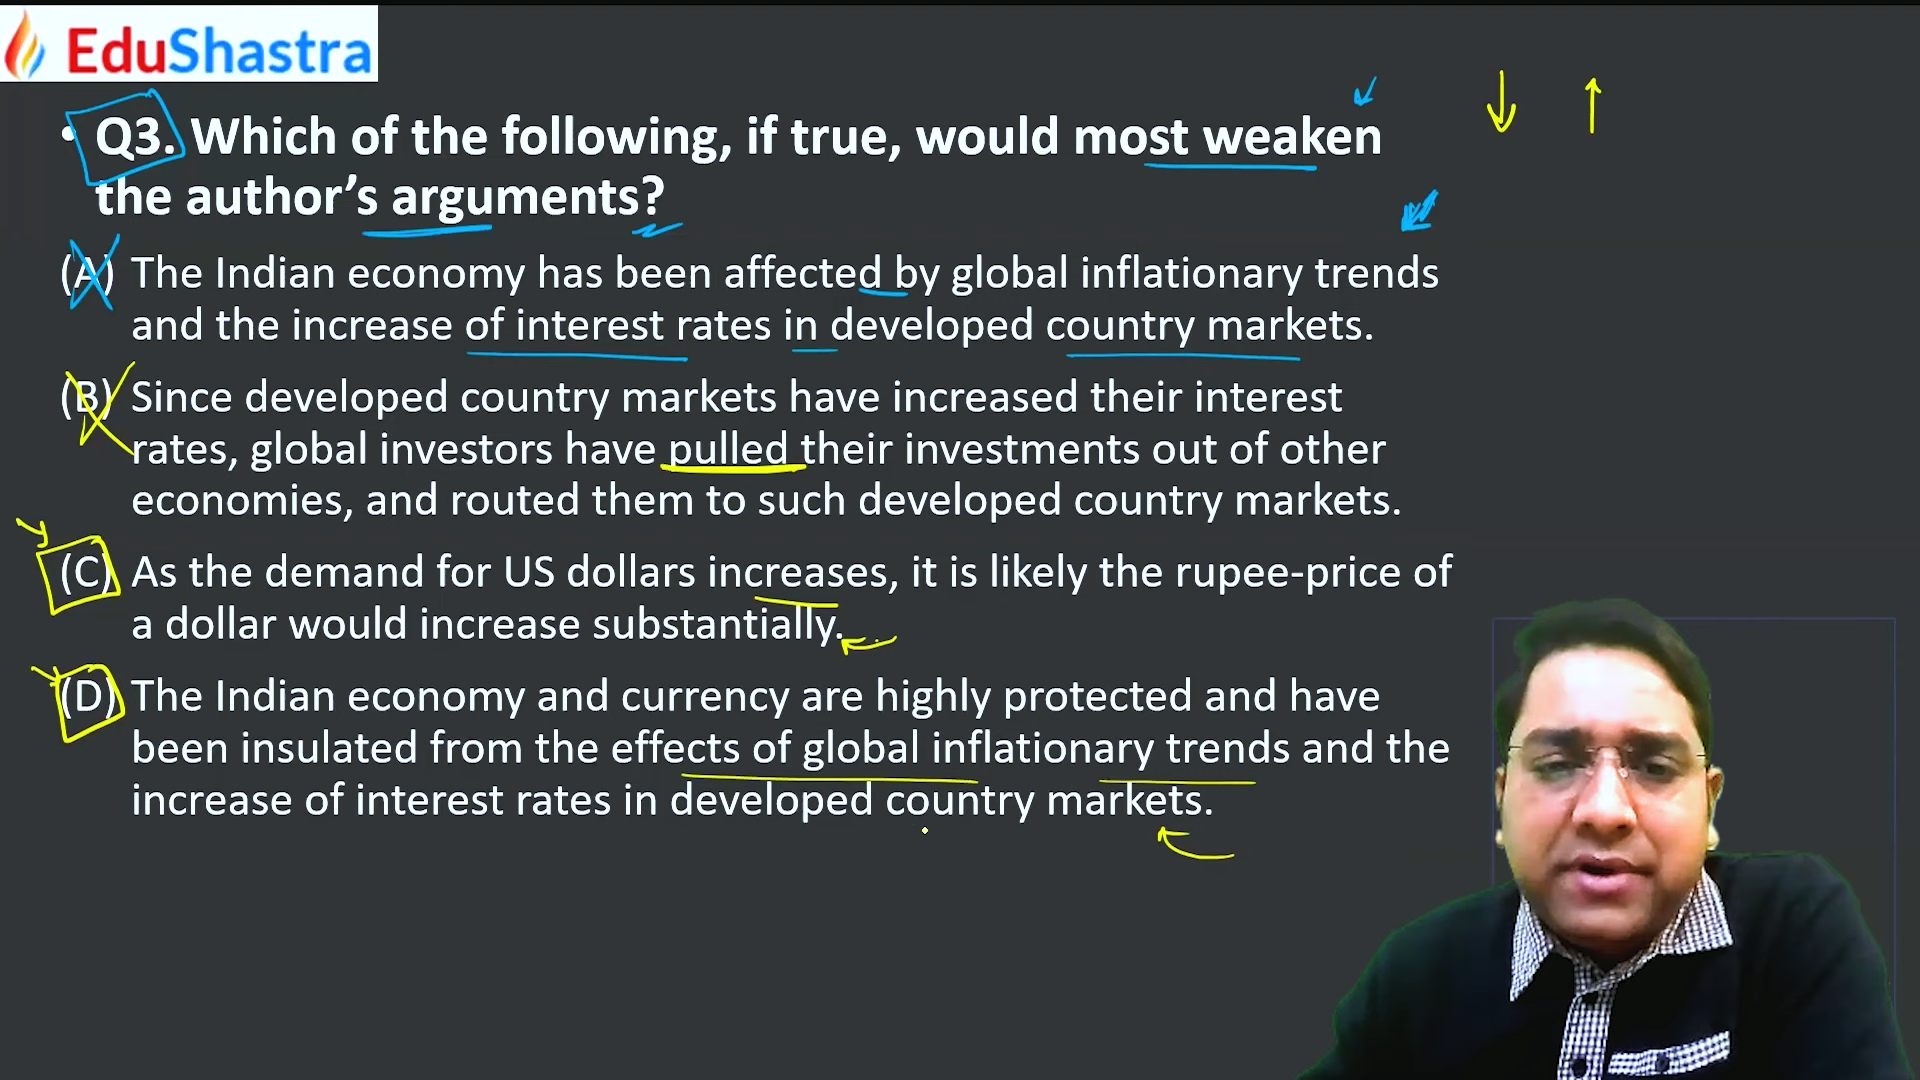 EduShastra
• Q3. Which of the following, if true, would most weaken
the author’s arguments?
(A) The Indian economy has been affected by global inflationary trends
and the increase of interest rates in developed country markets.
(B) Since developed country markets have increased their interest
rates, global investors have pulled their investments out of other
economies, and routed them to such developed country markets.
(C) As the demand for US dollars increases, it is likely the rupee-price of
a dollar would increase substantially.
(D) The Indian economy and currency are highly protected and have
been insulated from the effects of global inflationary trends and the
increase of interest rates in developed country markets.